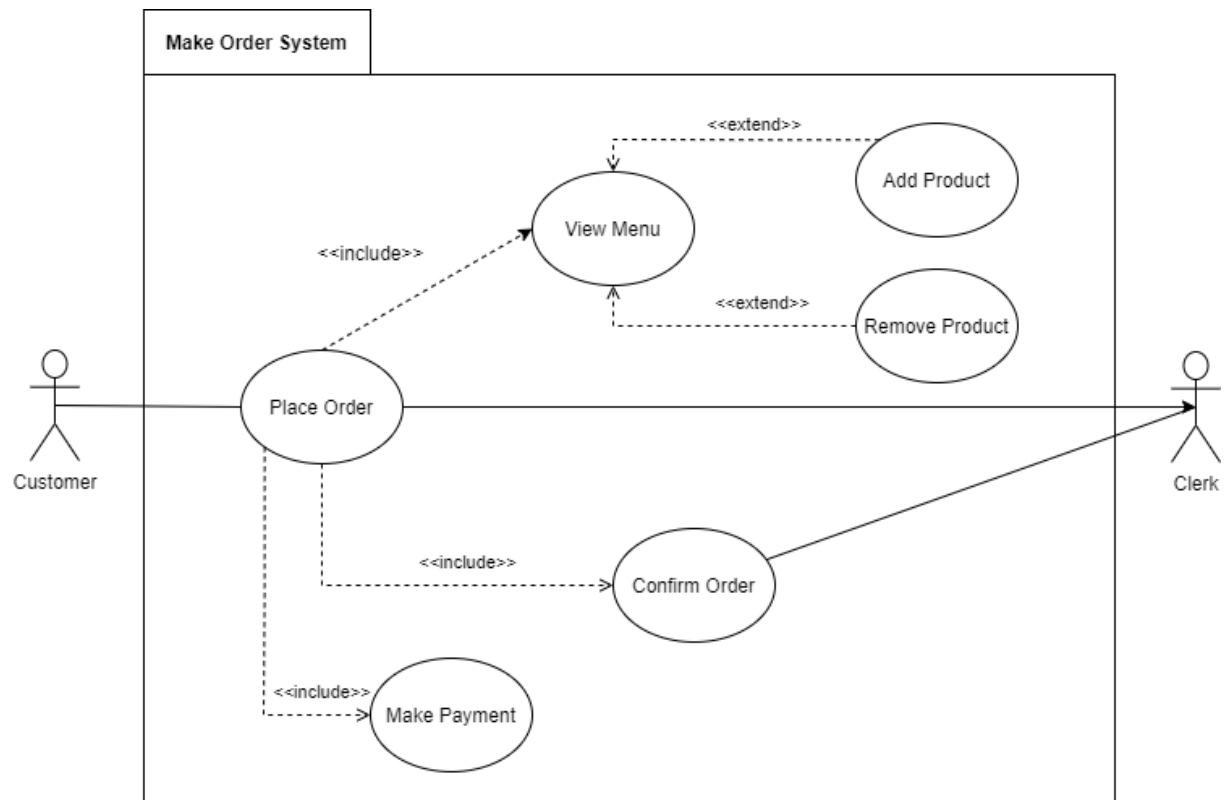 Make Order System
<<extend>>
Add Product
View Menu
<<include>>
<<extend>>
Remove Product
Place Order
Customer
Clerk
<<include>>
Confirm Order
<<include>>
Make Payment